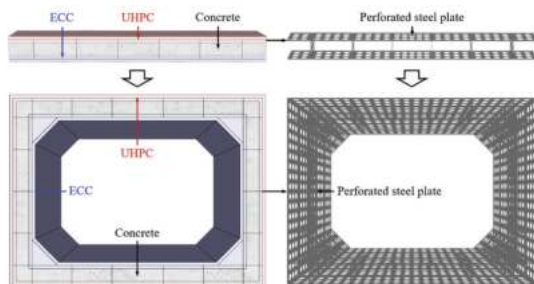 ECC UHPC Concrete Perforated steel plate
UHPC
ECC Perforated steel plate
Concrete